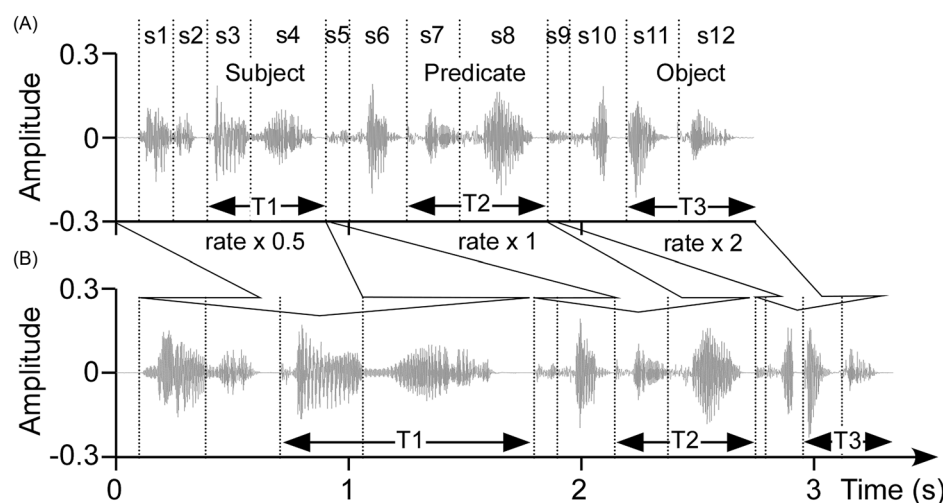 (A)
s1 s2 s3 s4 s5 s6 s7 s8 s9 s10 s11 s12
Subject Predicate Object
Amplitude
0.3
0
-0.3
T1 T2 T3
rate x 0.5 rate x 1 rate x 2
(B)
Amplitude
0.3
0
-0.3
T1 T2 T3
0 1 2 3 Time (s)